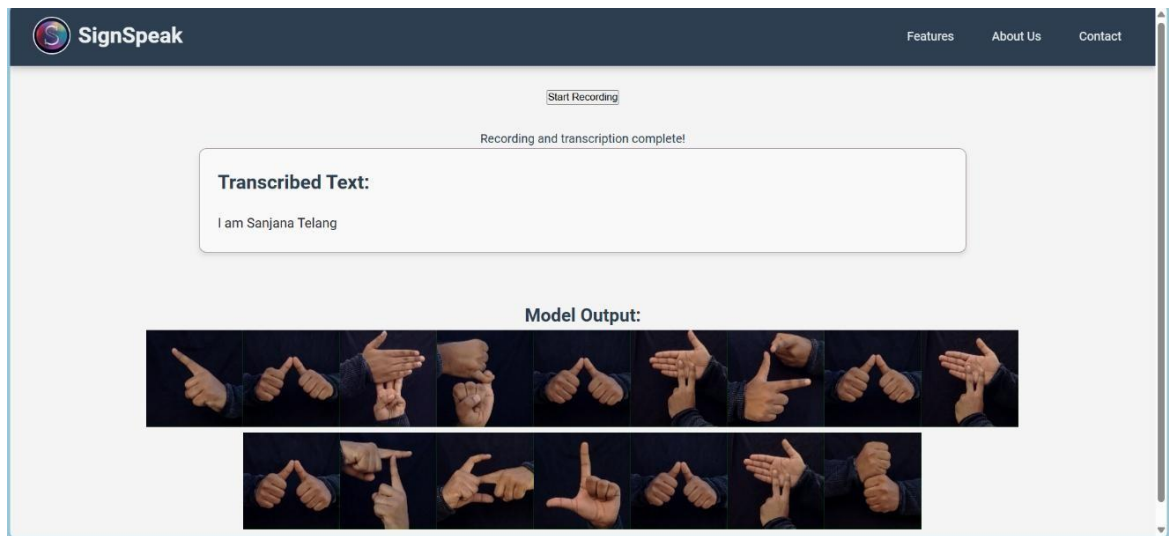 SignSpeak
Features About Us Contact
Start Recording
Recording and transcription complete!
Transcribed Text:
I am Sanjana Telang
Model Output: